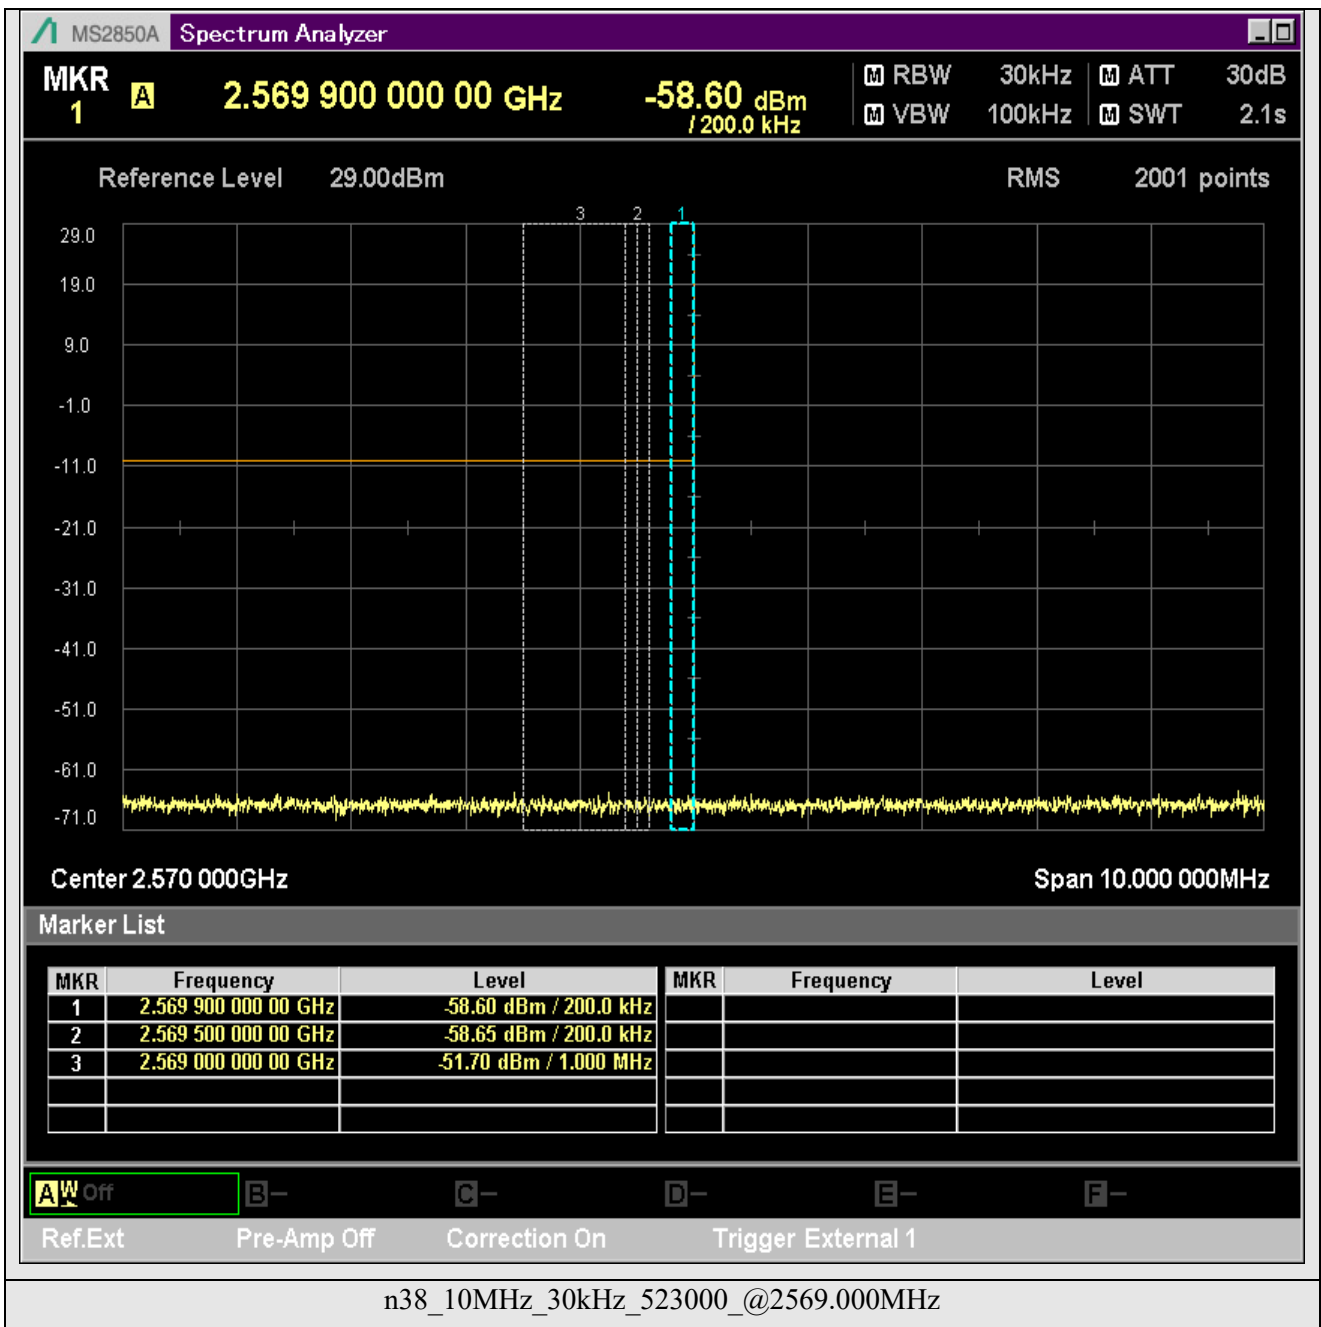 MS2850A Spectrum Analyzer
MKR 1 A 2.569 900 000 00 GHz -58.60 dBm / 200.0 kHz
M RBW 30kHz M ATT 30dB
M VBW 100kHz M SWT 2.1s
Reference Level 29.00dBm RMS 2001 points
3 2 1
29.0
19.0
9.0
-1.0
-11.0
-21.0
-31.0
-41.0
-51.0
-61.0
-71.0
Center 2.570 000GHz Span 10.000 000MHz
Marker List
MKR Frequency Level MKR Frequency Level
1 2.569 900 000 00 GHz -58.60 dBm / 200.0 kHz
2 2.569 500 000 00 GHz -58.65 dBm / 200.0 kHz
3 2.569 000 000 00 GHz -51.70 dBm / 1.000 MHz
A W Off B - C - D - E - F -
Ref.Ext Pre-Amp Off Correction On Trigger External 1
n38_10MHz_30kHz_523000_@2569.000MHz